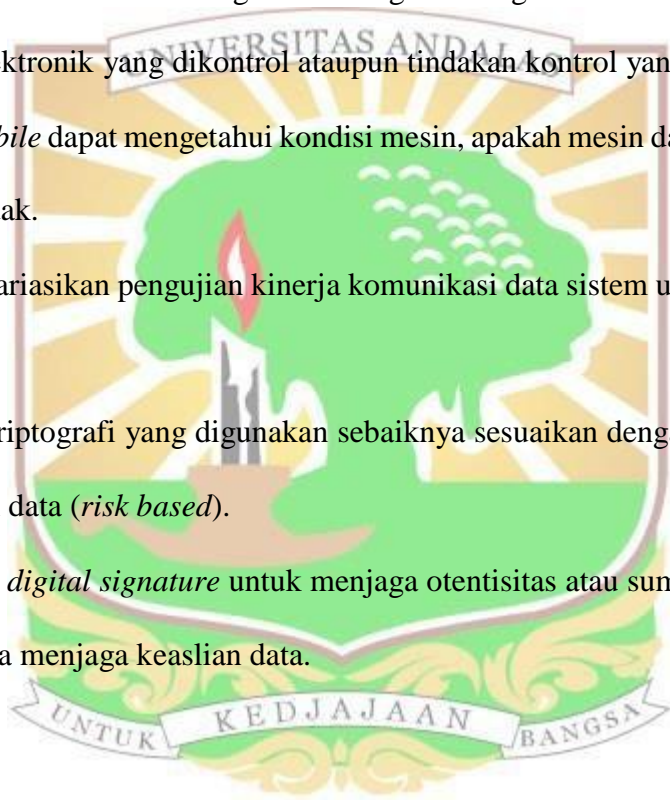 UNIVERSITAS ANDALAS
ektronik yang dikontrol ataupun tindakan kontrol yan
bile dapat mengetahui kondisi mesin, apakah mesin da
ak.
ariasikan pengujian kinerja komunikasi data sistem u
riptografi yang digunakan sebaiknya sesuaikan deng
data (risk based).
digital signature untuk menjaga otentisitas atau sum
a menjaga keaslian data.
UNTUK KEDJAJAAN BANGSA